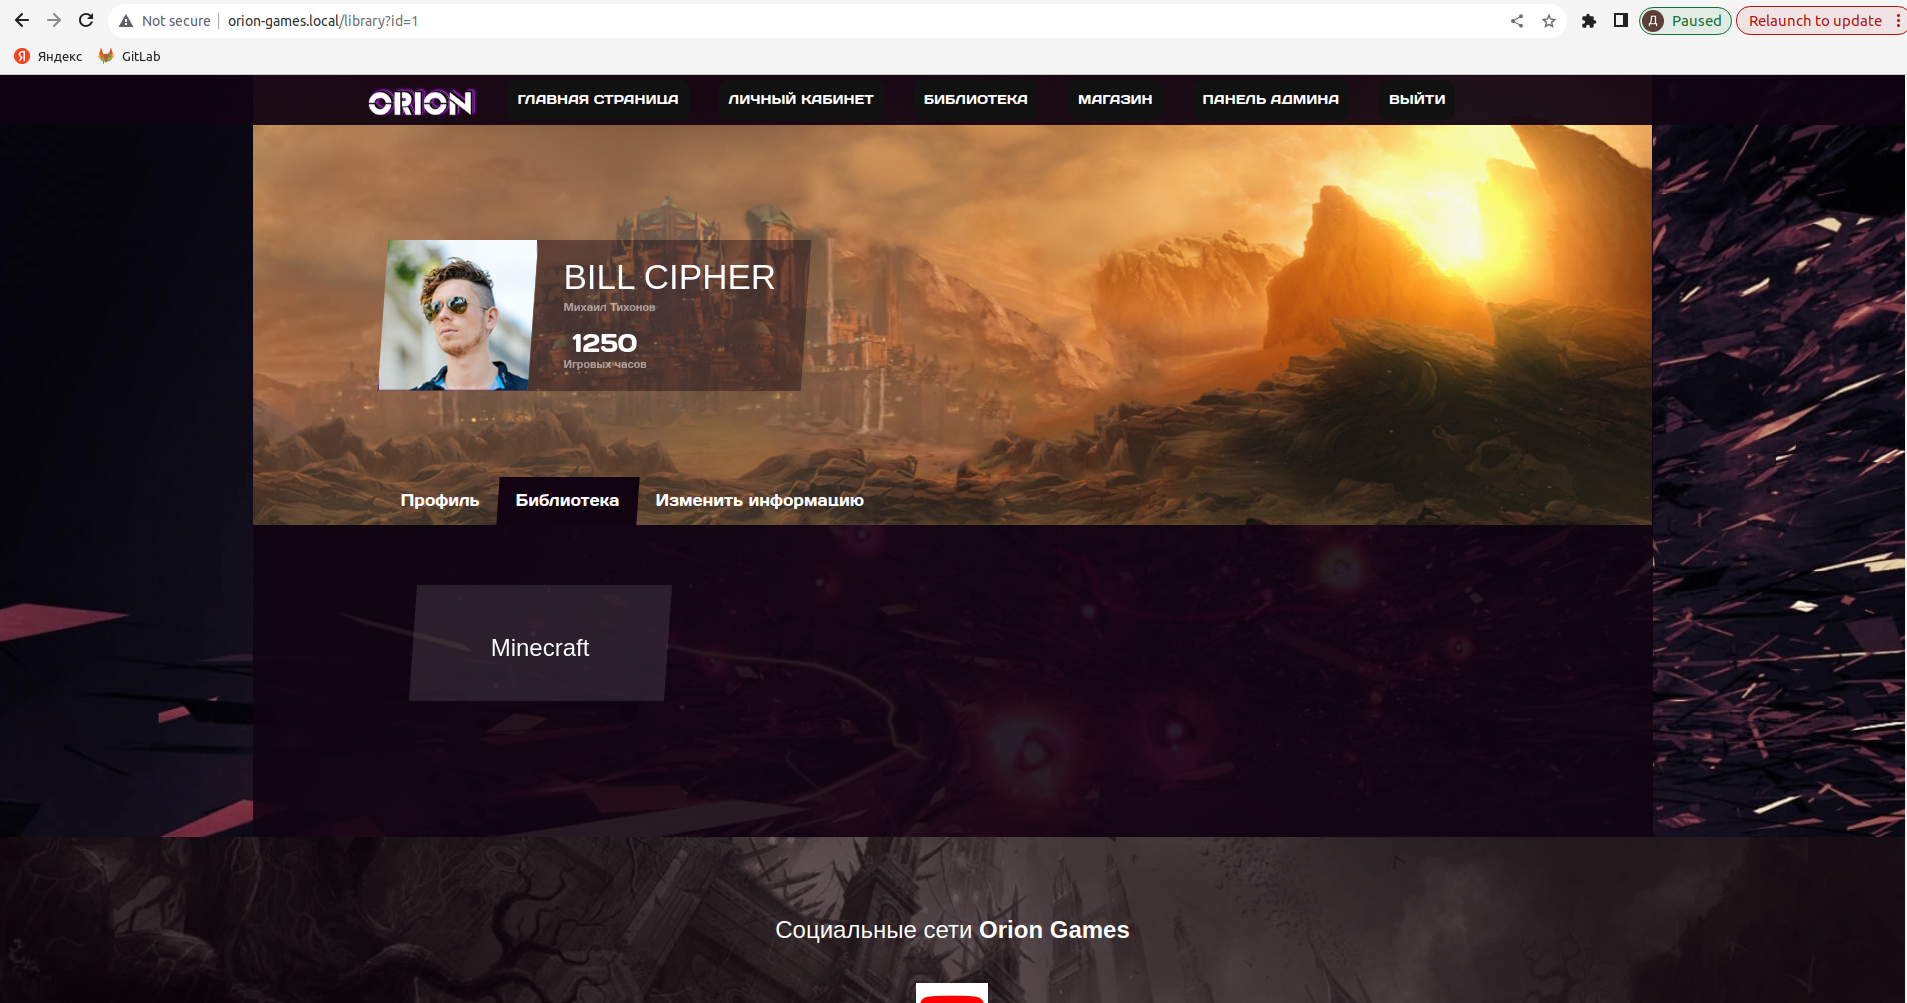 Not secure orion-games.local/library?id=1 Д Paused Relaunch to update
Я Яндекс GitLab
ORION ГЛАВНАЯ СТРАНИЦА ЛИЧНЫЙ КАБИНЕТ БИБЛИОТЕКА МАГАЗИН ПАНЕЛЬ АДМИНА ВЫЙТИ
BILL CIPHER
Михаил Тихонов
1250
Игровых часов
Профиль Библиотека Изменить информацию
Minecraft
Социальные сети Orion Games